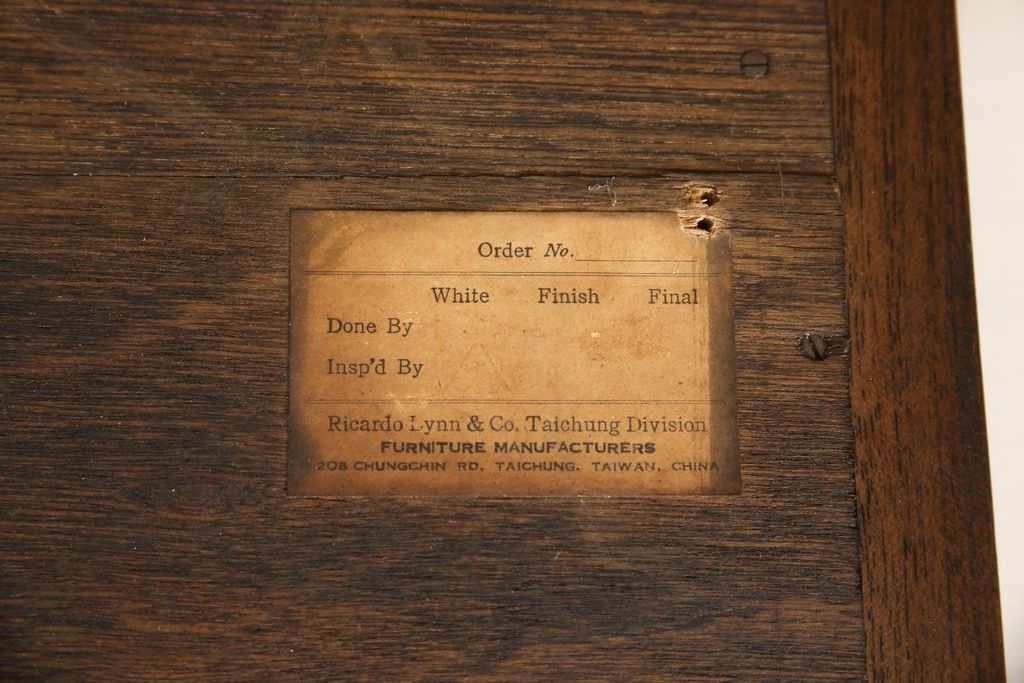 Order No.
White Finish Final
Done By
Insp'd By
Ricardo Lynn & Co. Taichung Division
FURNITURE MANUFACTURERS
208 CHUNGCHIN RD, TAICHUNG. TAIWAN, CHINA